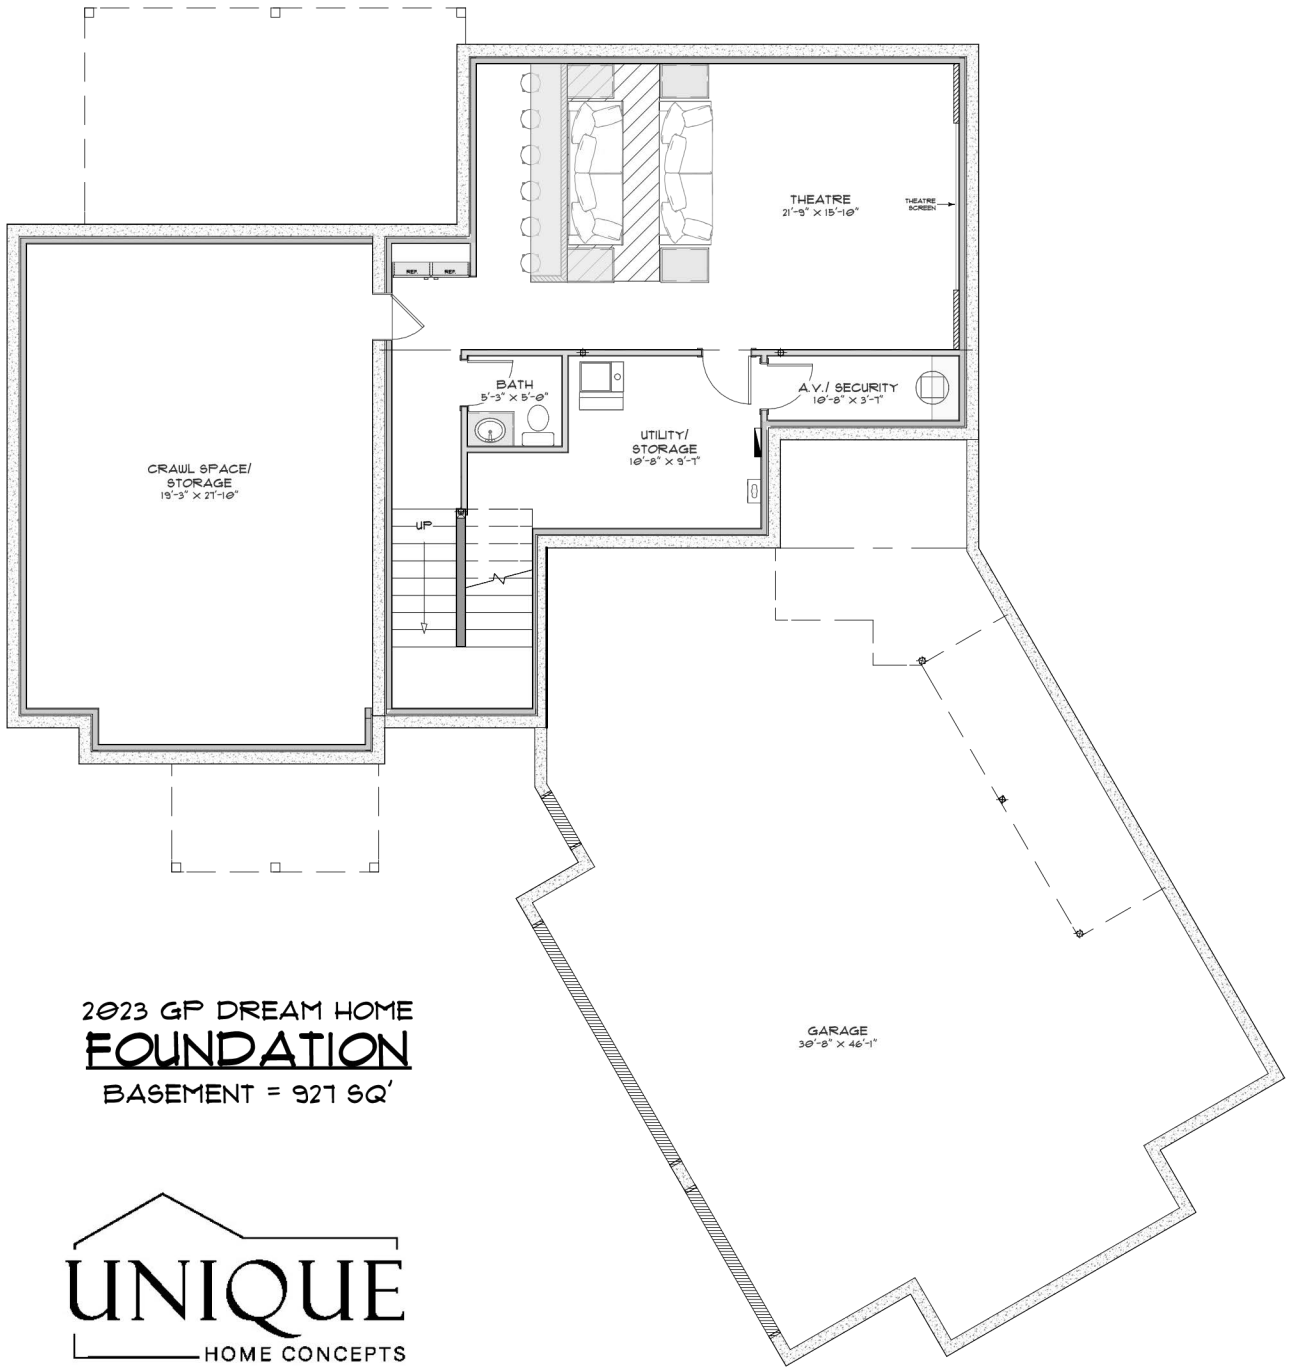 THEATRE
21'-9" X 15'-10"
THEATRE
SCREEN
REF.
REF.
BATH
5'-3" X 5'-0"
A.V./ SECURITY
10'-8" X 3'-7"
UTILITY/
STORAGE
10'-8" X 9'-7"
CRAWL SPACE/
STORAGE
19'-3" X 27'-10"
UP
GARAGE
30'-8" X 46'-1"
2023 GP DREAM HOME
FOUNDATION
BASEMENT = 927 SQ'
UNIQUE
HOME CONCEPTS